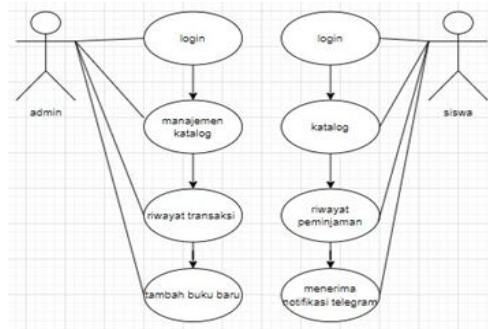 login
login
admin
siswa
manajemen
katalog
katalog
riwayat transaksi
riwayat
peminjaman
tambah buku baru
menerima
notifikasi telegram